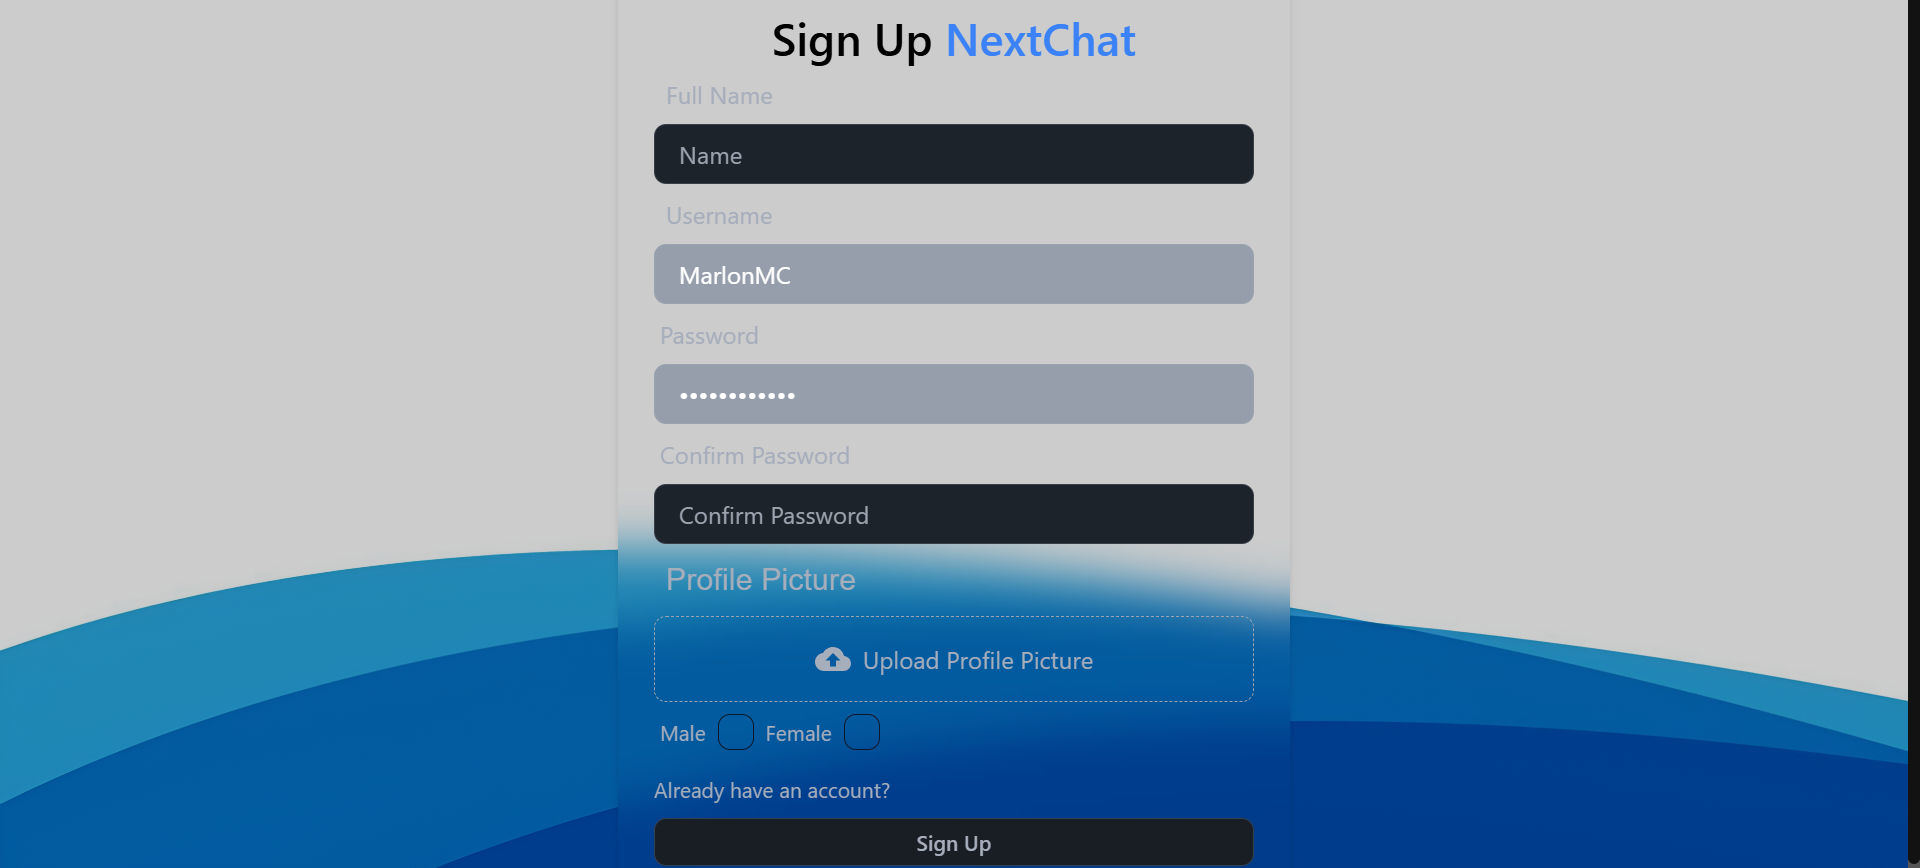 Sign Up NextChat
Full Name
Name
Username
MarlonMC
Password
••••••••••••
Confirm Password
Confirm Password
Profile Picture
Upload Profile Picture
Male Female
Already have an account?
Sign Up